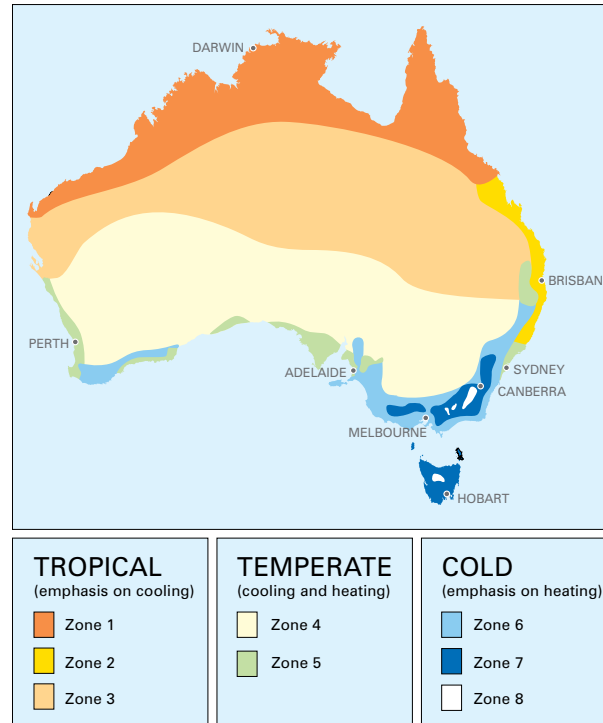 DARWIN
BRISBAN
PERTH
ADELAIDE
SYDNEY
CANBERRA
MELBOURNE
HOBART
TROPICAL
(emphasis on cooling)
Zone 1
Zone 2
Zone 3
TEMPERATE
(cooling and heating)
Zone 4
Zone 5
COLD
(emphasis on heating)
Zone 6
Zone 7
Zone 8